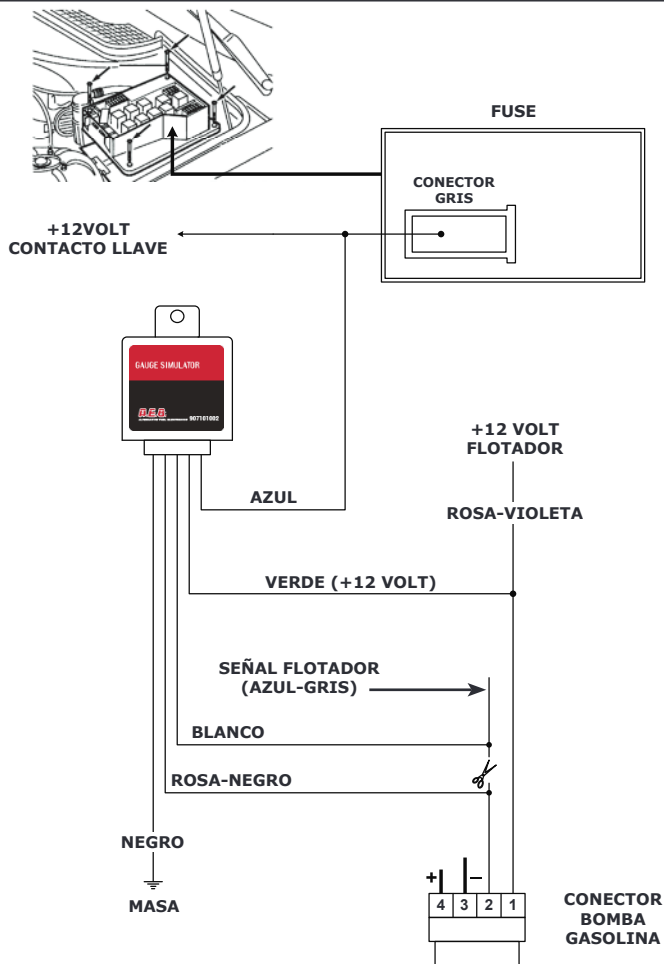 FUSE
CONECTOR
GRIS
+12VOLT
CONTACTO LLAVE
GAUGE SIMULATOR
A.E.B.
907101002
+12 VOLT
FLOTADOR
AZUL
ROSA-VIOLETA
VERDE (+12 VOLT)
SEÑAL FLOTADOR
(AZUL-GRIS)
BLANCO
ROSA-NEGRO
NEGRO
MASA
+ –
4 3 2 1
CONECTOR
BOMBA
GASOLINA